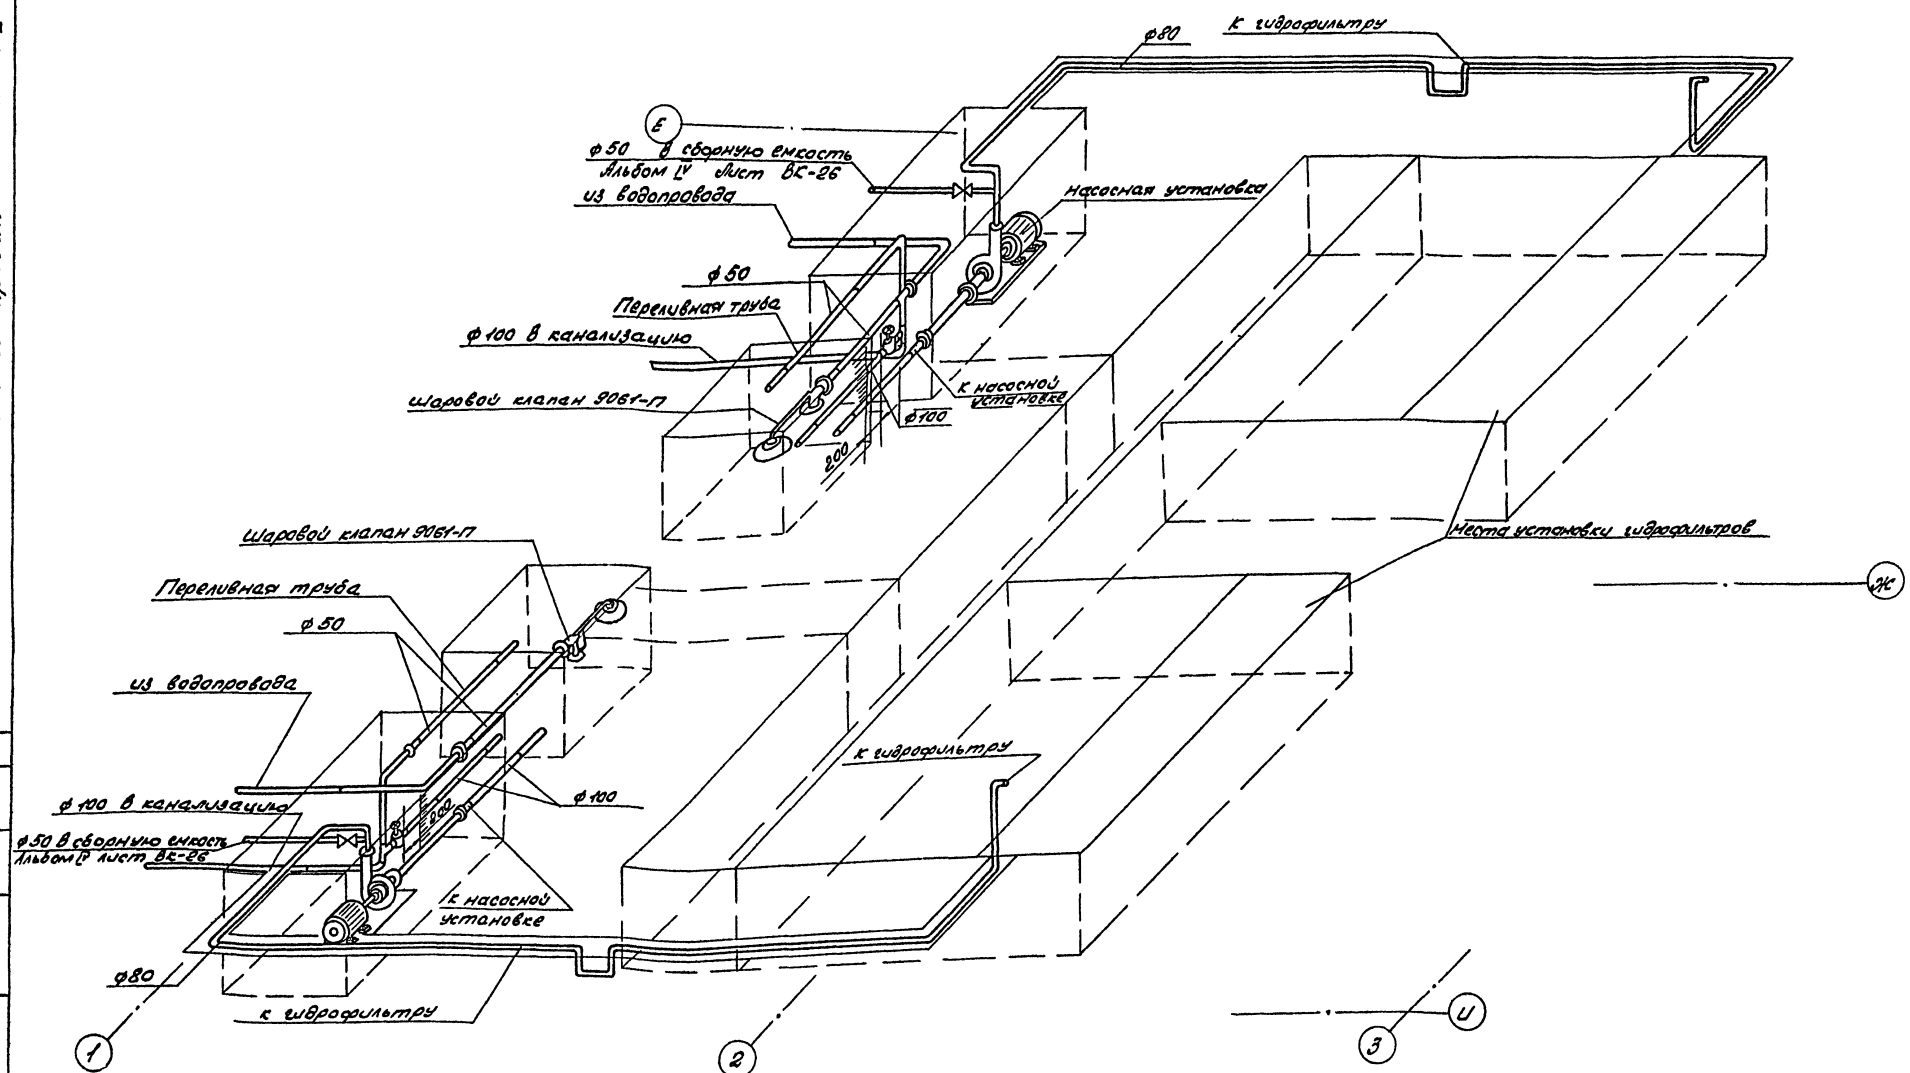 к гидрофильтру
ф80
Е
ф50 в сборную емкость
Альбом IV Лист ВК-26
из водопровода
насосная установка
ф50
Переливная труба
ф100 в канализацию
к насосной
установке
Шаровой клапан 9061-П
ф100
200
Шаровой клапан 9061-П
Места установки гидрофильтров
Ж
Переливная труба
ф50
из водопровода
к гидрофильтру
ф100 в канализацию
200
ф100
ф50 в сборную емкость
Альбом IV лист ВК-26
к насосной
установке
ф80
к гидрофильтру
1
2
3
И